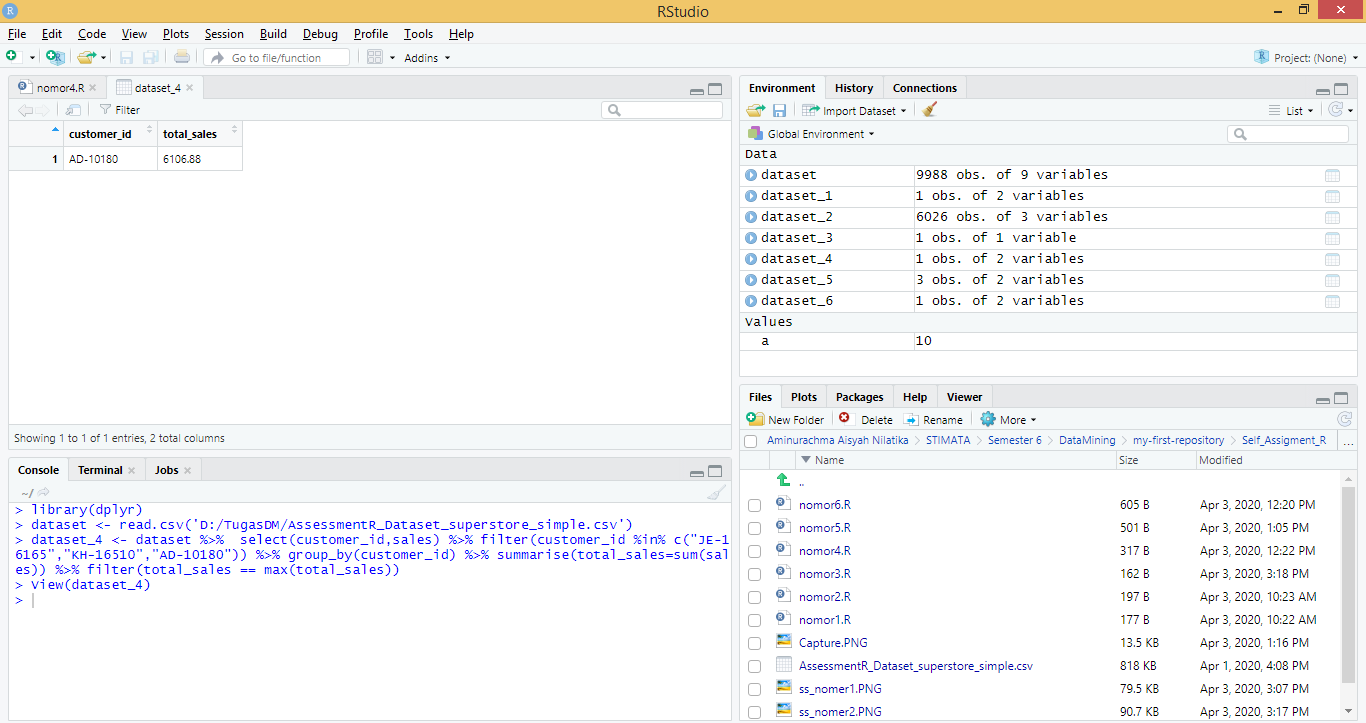 RStudio
File Edit Code View Plots Session Build Debug Profile Tools Help
Go to file/function Addins Project: (None)
nomor4.R dataset_4
Filter
customer_id total_sales
1 AD-10180 6106.88
Showing 1 to 1 of 1 entries, 2 total columns
Console Terminal Jobs
~/
> library(dplyr)
> dataset <- read.csv('D:/TugasDM/AssessmentR_Dataset_superstore_simple.csv')
> dataset_4 <- dataset %>%  select(customer_id,sales) %>% filter(customer_id %in% c("JE-1
6165","KH-16510","AD-10180")) %>% group_by(customer_id) %>% summarise(total_sales=sum(sal
es)) %>% filter(total_sales == max(total_sales))
> View(dataset_4)
>
Environment History Connections
Import Dataset List
Global Environment
Data
dataset 9988 obs. of 9 variables
dataset_1 1 obs. of 2 variables
dataset_2 6026 obs. of 3 variables
dataset_3 1 obs. of 1 variable
dataset_4 1 obs. of 2 variables
dataset_5 3 obs. of 2 variables
dataset_6 1 obs. of 2 variables
Values
a 10
Files Plots Packages Help Viewer
New Folder Delete Rename More
Aminurachma Aisyah Nilatika > STIMATA > Semester 6 > DataMining > my-first-repository > Self_Assigment_R ...
Name Size Modified
..
nomor6.R 605 B Apr 3, 2020, 12:20 PM
nomor5.R 501 B Apr 3, 2020, 1:05 PM
nomor4.R 317 B Apr 3, 2020, 12:22 PM
nomor3.R 162 B Apr 3, 2020, 3:18 PM
nomor2.R 197 B Apr 3, 2020, 10:23 AM
nomor1.R 177 B Apr 3, 2020, 10:22 AM
Capture.PNG 13.5 KB Apr 3, 2020, 1:16 PM
AssessmentR_Dataset_superstore_simple.csv 818 KB Apr 1, 2020, 4:08 PM
ss_nomer1.PNG 79.5 KB Apr 3, 2020, 3:07 PM
ss_nomer2.PNG 90.7 KB Apr 3, 2020, 3:17 PM